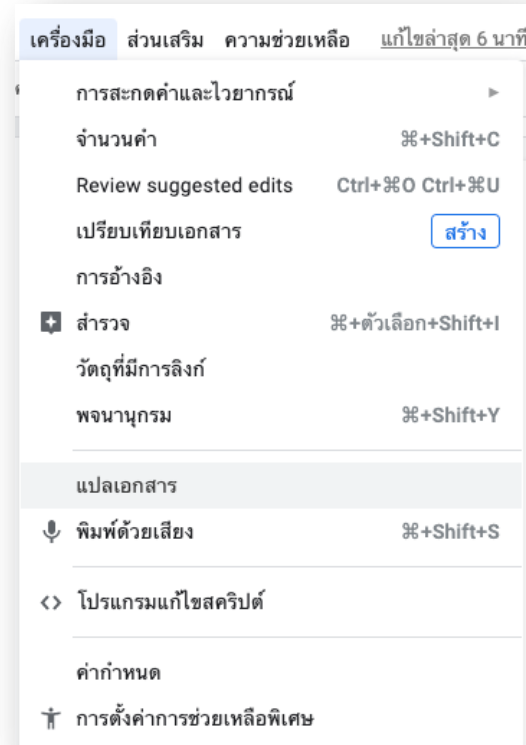 เครื่องมือ ส่วนเสริม ความช่วยเหลือ แก้ไขล่าสุด 6 นาที
การสะกดคำและไวยากรณ์
จำนวนคำ ⌘+Shift+C
Review suggested edits Ctrl+⌘O Ctrl+⌘U
เปรียบเทียบเอกสาร สร้าง
การอ้างอิง
สำรวจ ⌘+ตัวเลือก+Shift+I
วัตถุที่มีการลิงก์
พจนานุกรม ⌘+Shift+Y
แปลเอกสาร
พิมพ์ด้วยเสียง ⌘+Shift+S
โปรแกรมแก้ไขสคริปต์
ค่ากำหนด
การตั้งค่าการช่วยเหลือพิเศษ